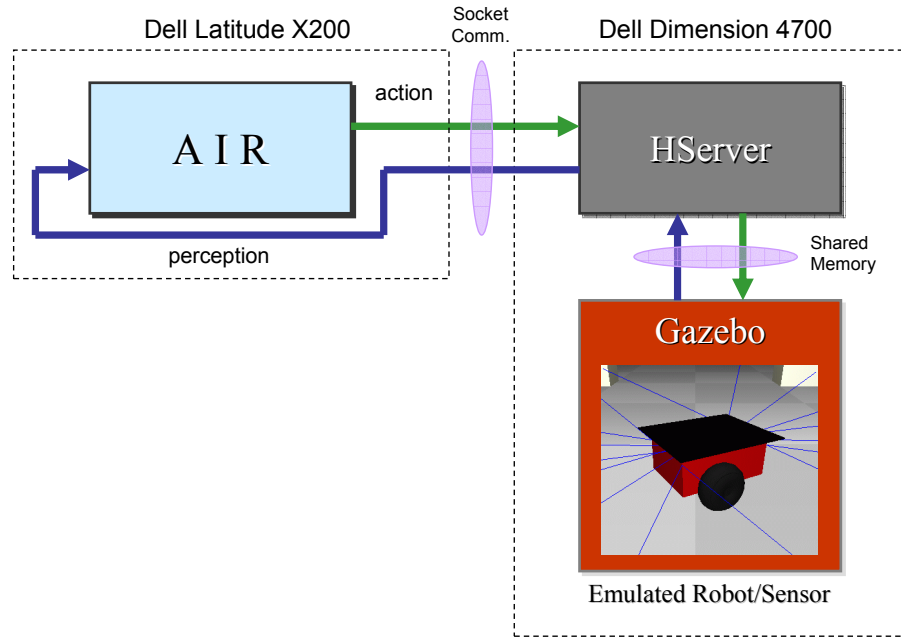 Dell Latitude X200
Socket
Comm.
Dell Dimension 4700
action
A I R
HServer
perception
Shared
Memory
Gazebo
Emulated Robot/Sensor